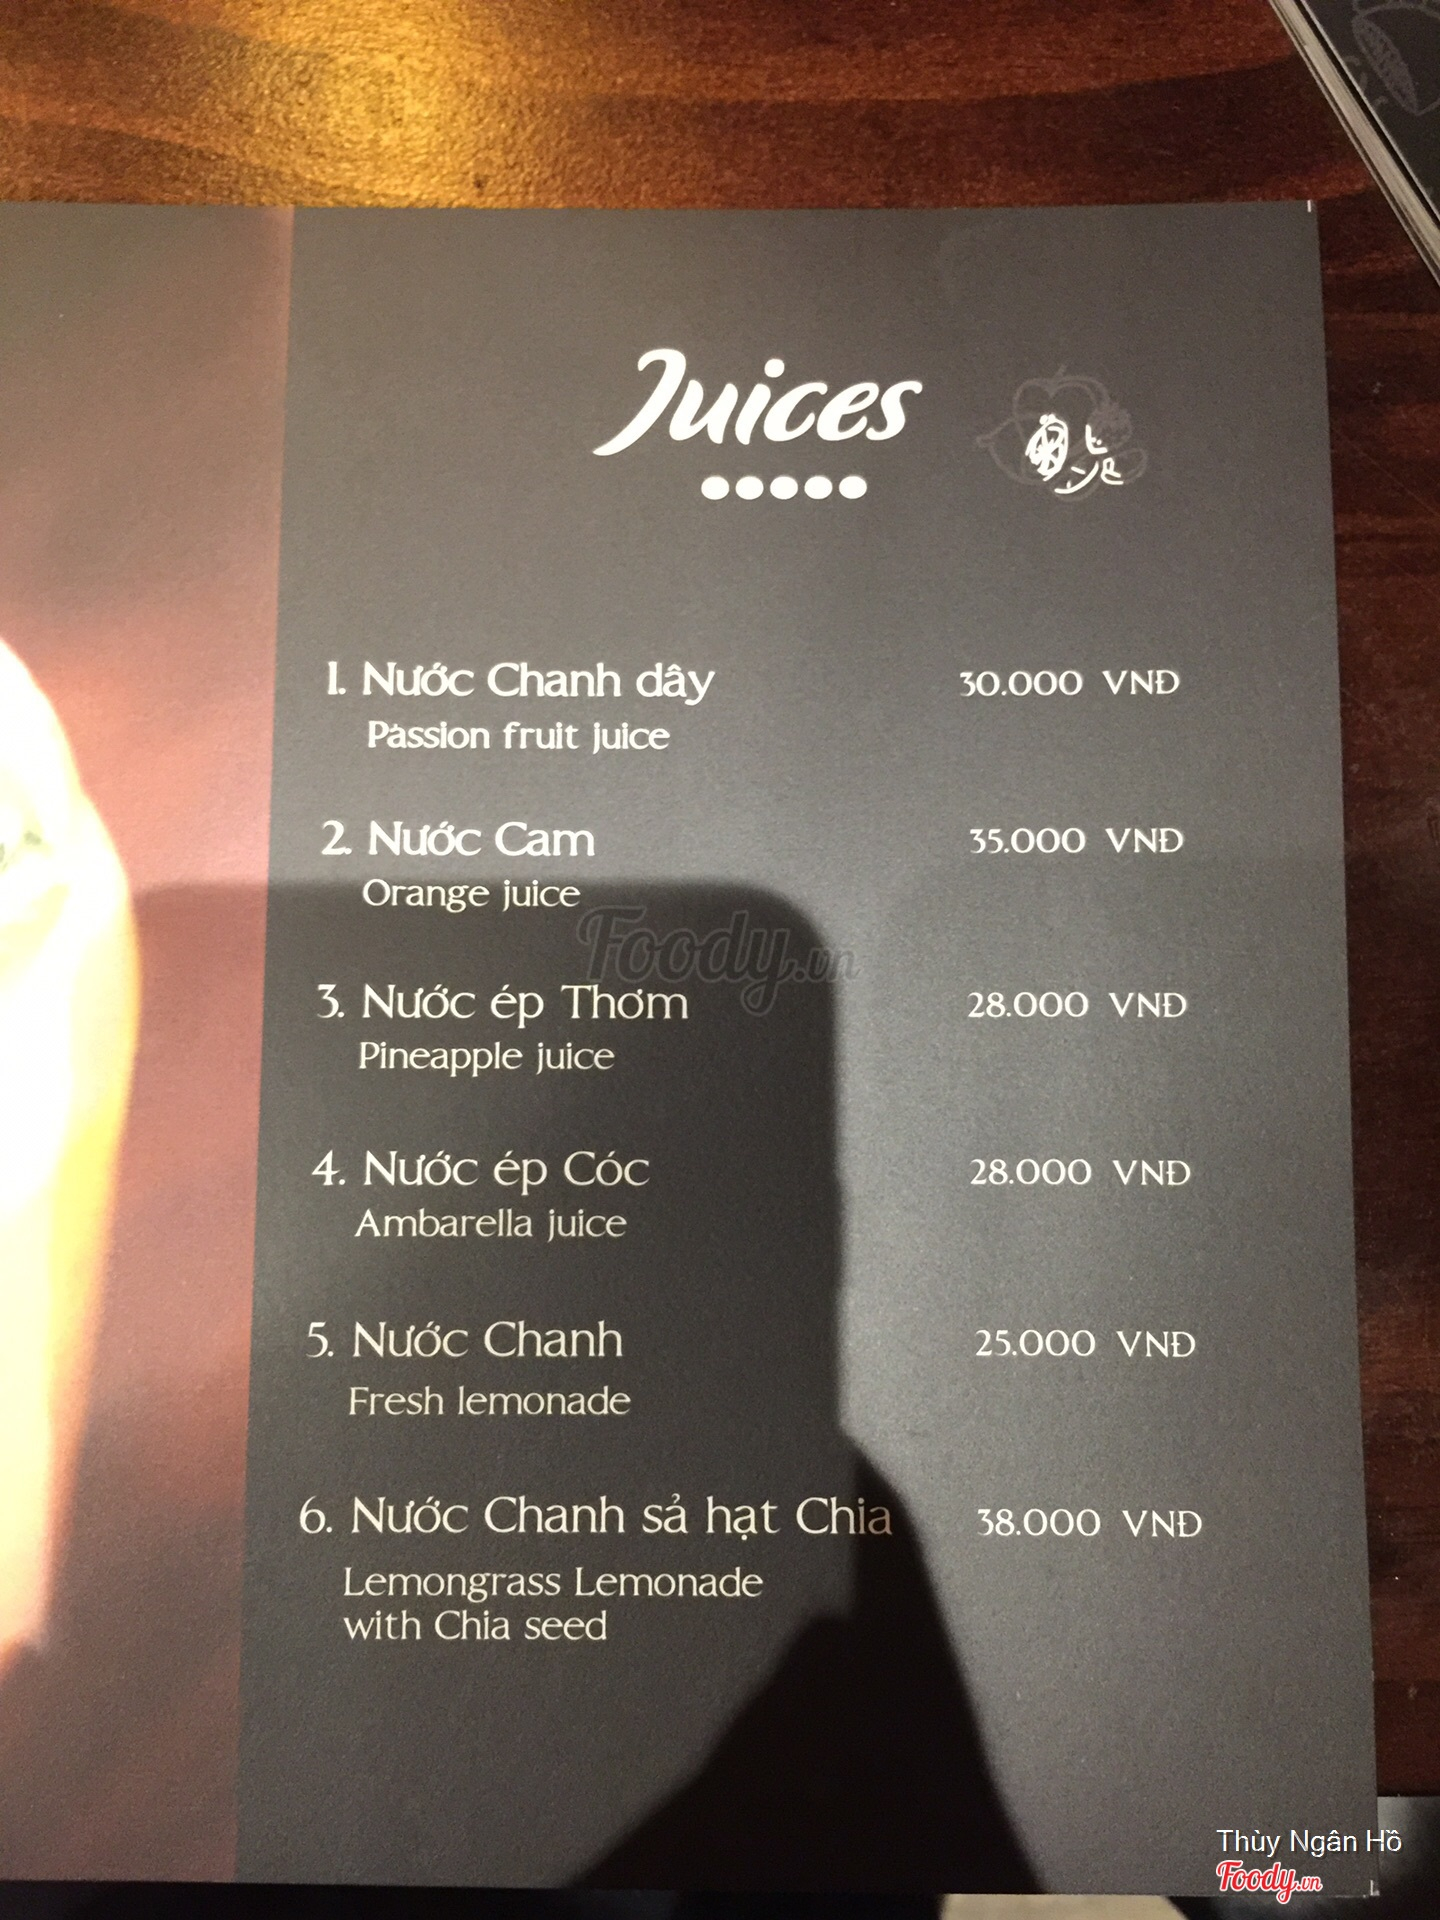 Juices
1. Nước Chanh dây 30.000 VNĐ
Passion fruit juice
2. Nước Cam 35.000 VNĐ
Orange juice
Foody.vn
3. Nước ép Thơm 28.000 VNĐ
Pineapple juice
4. Nước ép Cóc 28.000 VNĐ
Ambarella juice
5. Nước Chanh 25.000 VNĐ
Fresh lemonade
6. Nước Chanh sả hạt Chia 38.000 VNĐ
Lemongrass Lemonade
with Chia seed
Thùy Ngân Hồ
Foody.vn